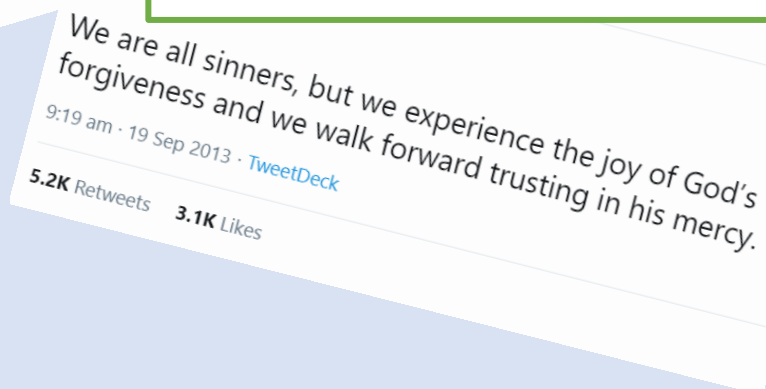 We are all sinners, but we experience the joy of God's
forgiveness and we walk forward trusting in his mercy.
9:19 am · 19 Sep 2013 · TweetDeck
5.2K Retweets 3.1K Likes